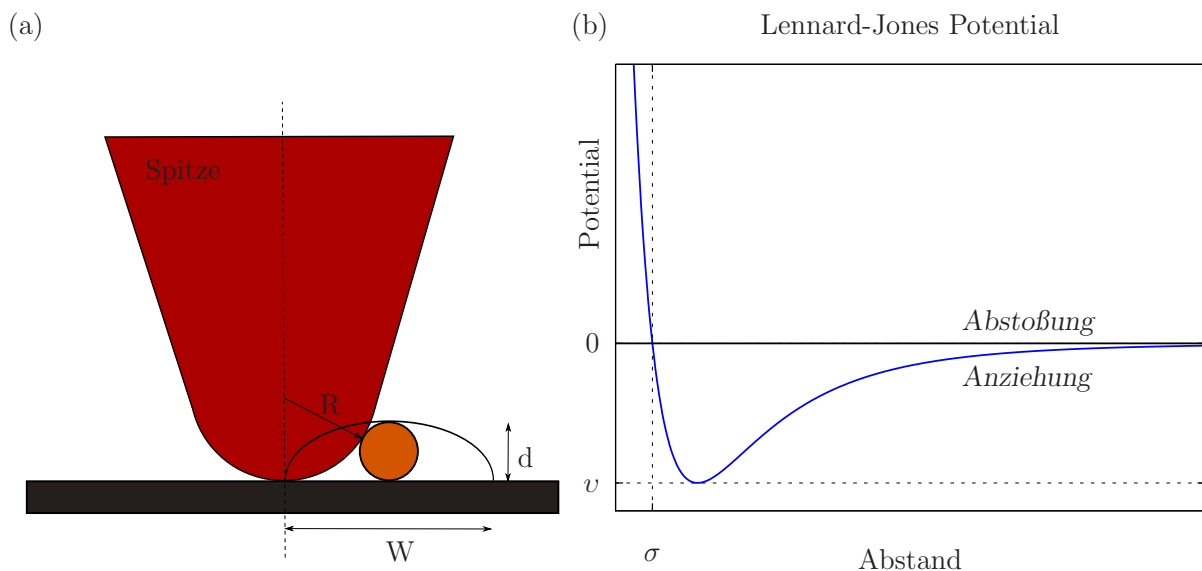 (a)
Spitze
R
d
W
(b)
Lennard-Jones Potential
Potential
0
Abstoßung
Anziehung
υ
σ
Abstand